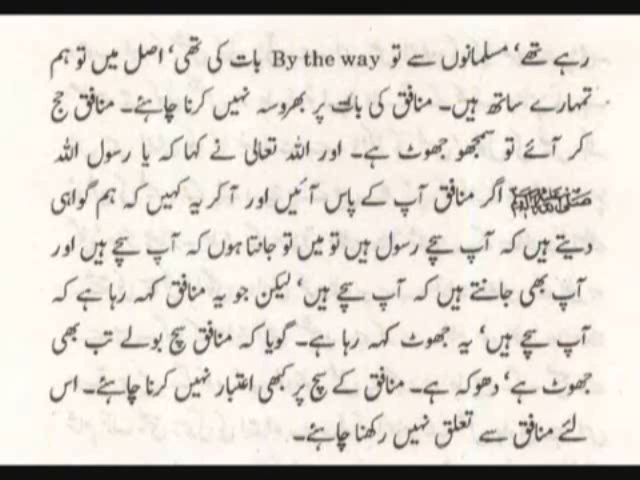 رہے تھے‘ مسلمانوں سے تو By the way بات کی تھی‘ اصل میں تو ہم
تمہارے ساتھ ہیں۔ منافق کی بات پر بھروسہ نہیں کرنا چاہئے۔ منافق حج
کر آئے تو سمجھو جھوٹ ہے۔ اور اللہ تعالیٰ نے کہا کہ یا رسول اللہ
ﷺ اگر منافق آپ کے پاس آئیں اور آ کر یہ کہیں کہ ہم گواہی
دیتے ہیں کہ آپ سچے رسول ہیں تو میں تو جانتا ہوں کہ آپ سچے ہیں اور
آپ بھی جانتے ہیں کہ آپ سچے ہیں‘ لیکن جو یہ منافق کہہ رہا ہے کہ
آپ سچے ہیں‘ یہ جھوٹ کہہ رہا ہے۔ گویا کہ منافق سچ بولے تب بھی
جھوٹ ہے‘ دھوکہ ہے۔ منافق کے سچ پر کبھی اعتبار نہیں کرنا چاہئے۔ اس
لئے منافق سے تعلق نہیں رکھنا چاہئے۔